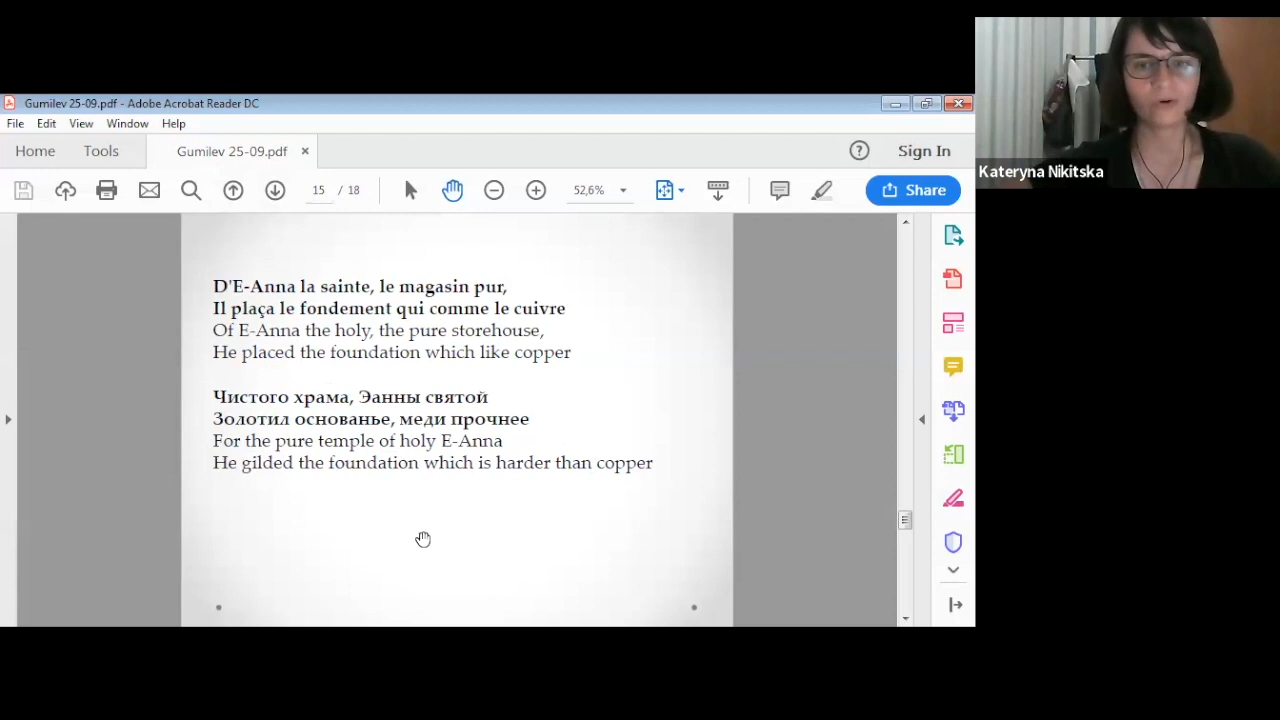 Gumilev 25-09.pdf - Adobe Acrobat Reader DC
File Edit View Window Help
Home Tools Gumilev 25-09.pdf × Sign In
15 / 18 52,6% Share
D'E-Anna la sainte, le magasin pur,
Il plaça le fondement qui comme le cuivre
Of E-Anna the holy, the pure storehouse,
He placed the foundation which like copper
Чистого храма, Эанны святой
Золотил основанье, меди прочнее
For the pure temple of holy E-Anna
He gilded the foundation which is harder than copper
Kateryna Nikitska